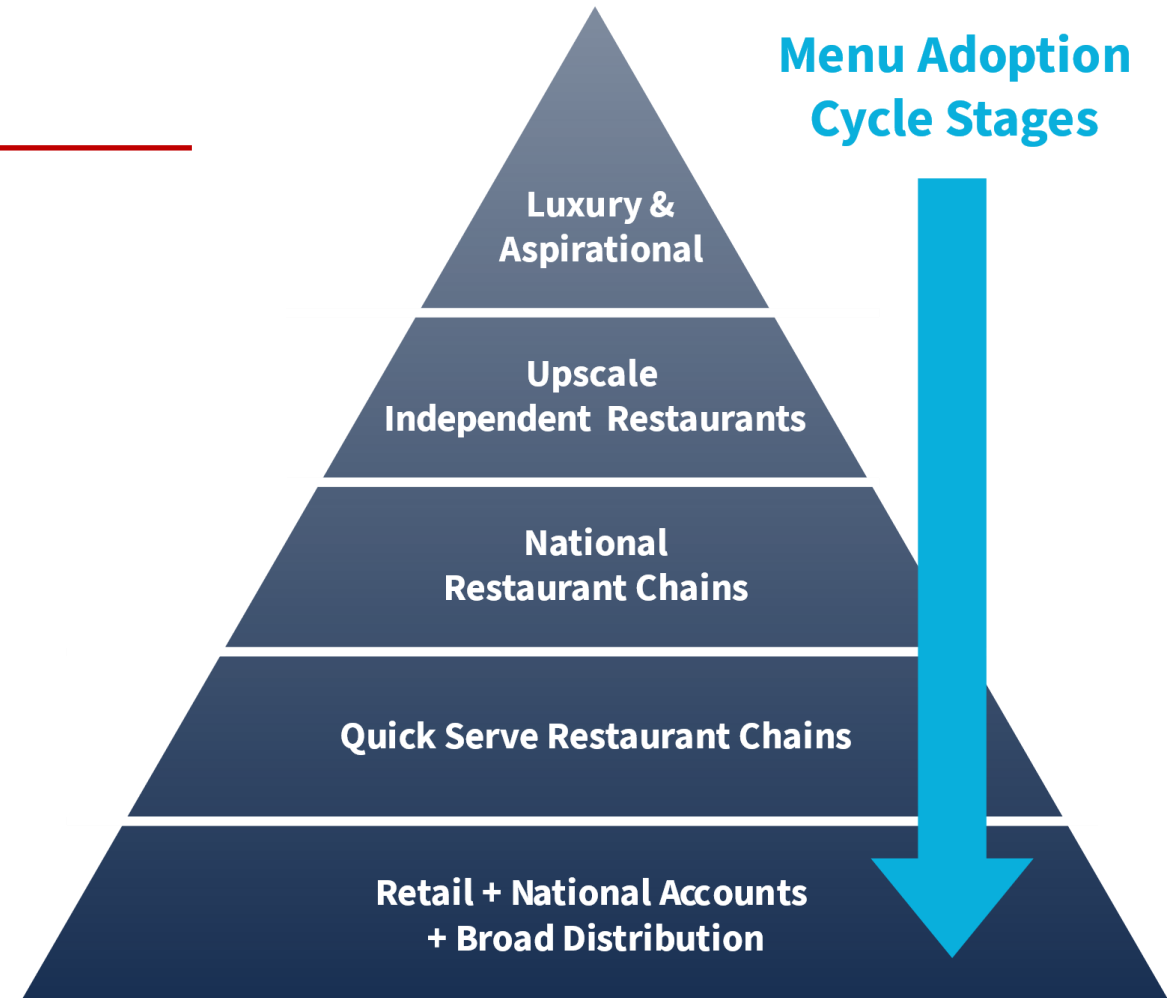 Menu Adoption
Cycle Stages
Luxury &
Aspirational
Upscale
Independent Restaurants
National
Restaurant Chains
Quick Serve Restaurant Chains
Retail + National Accounts
+ Broad Distribution